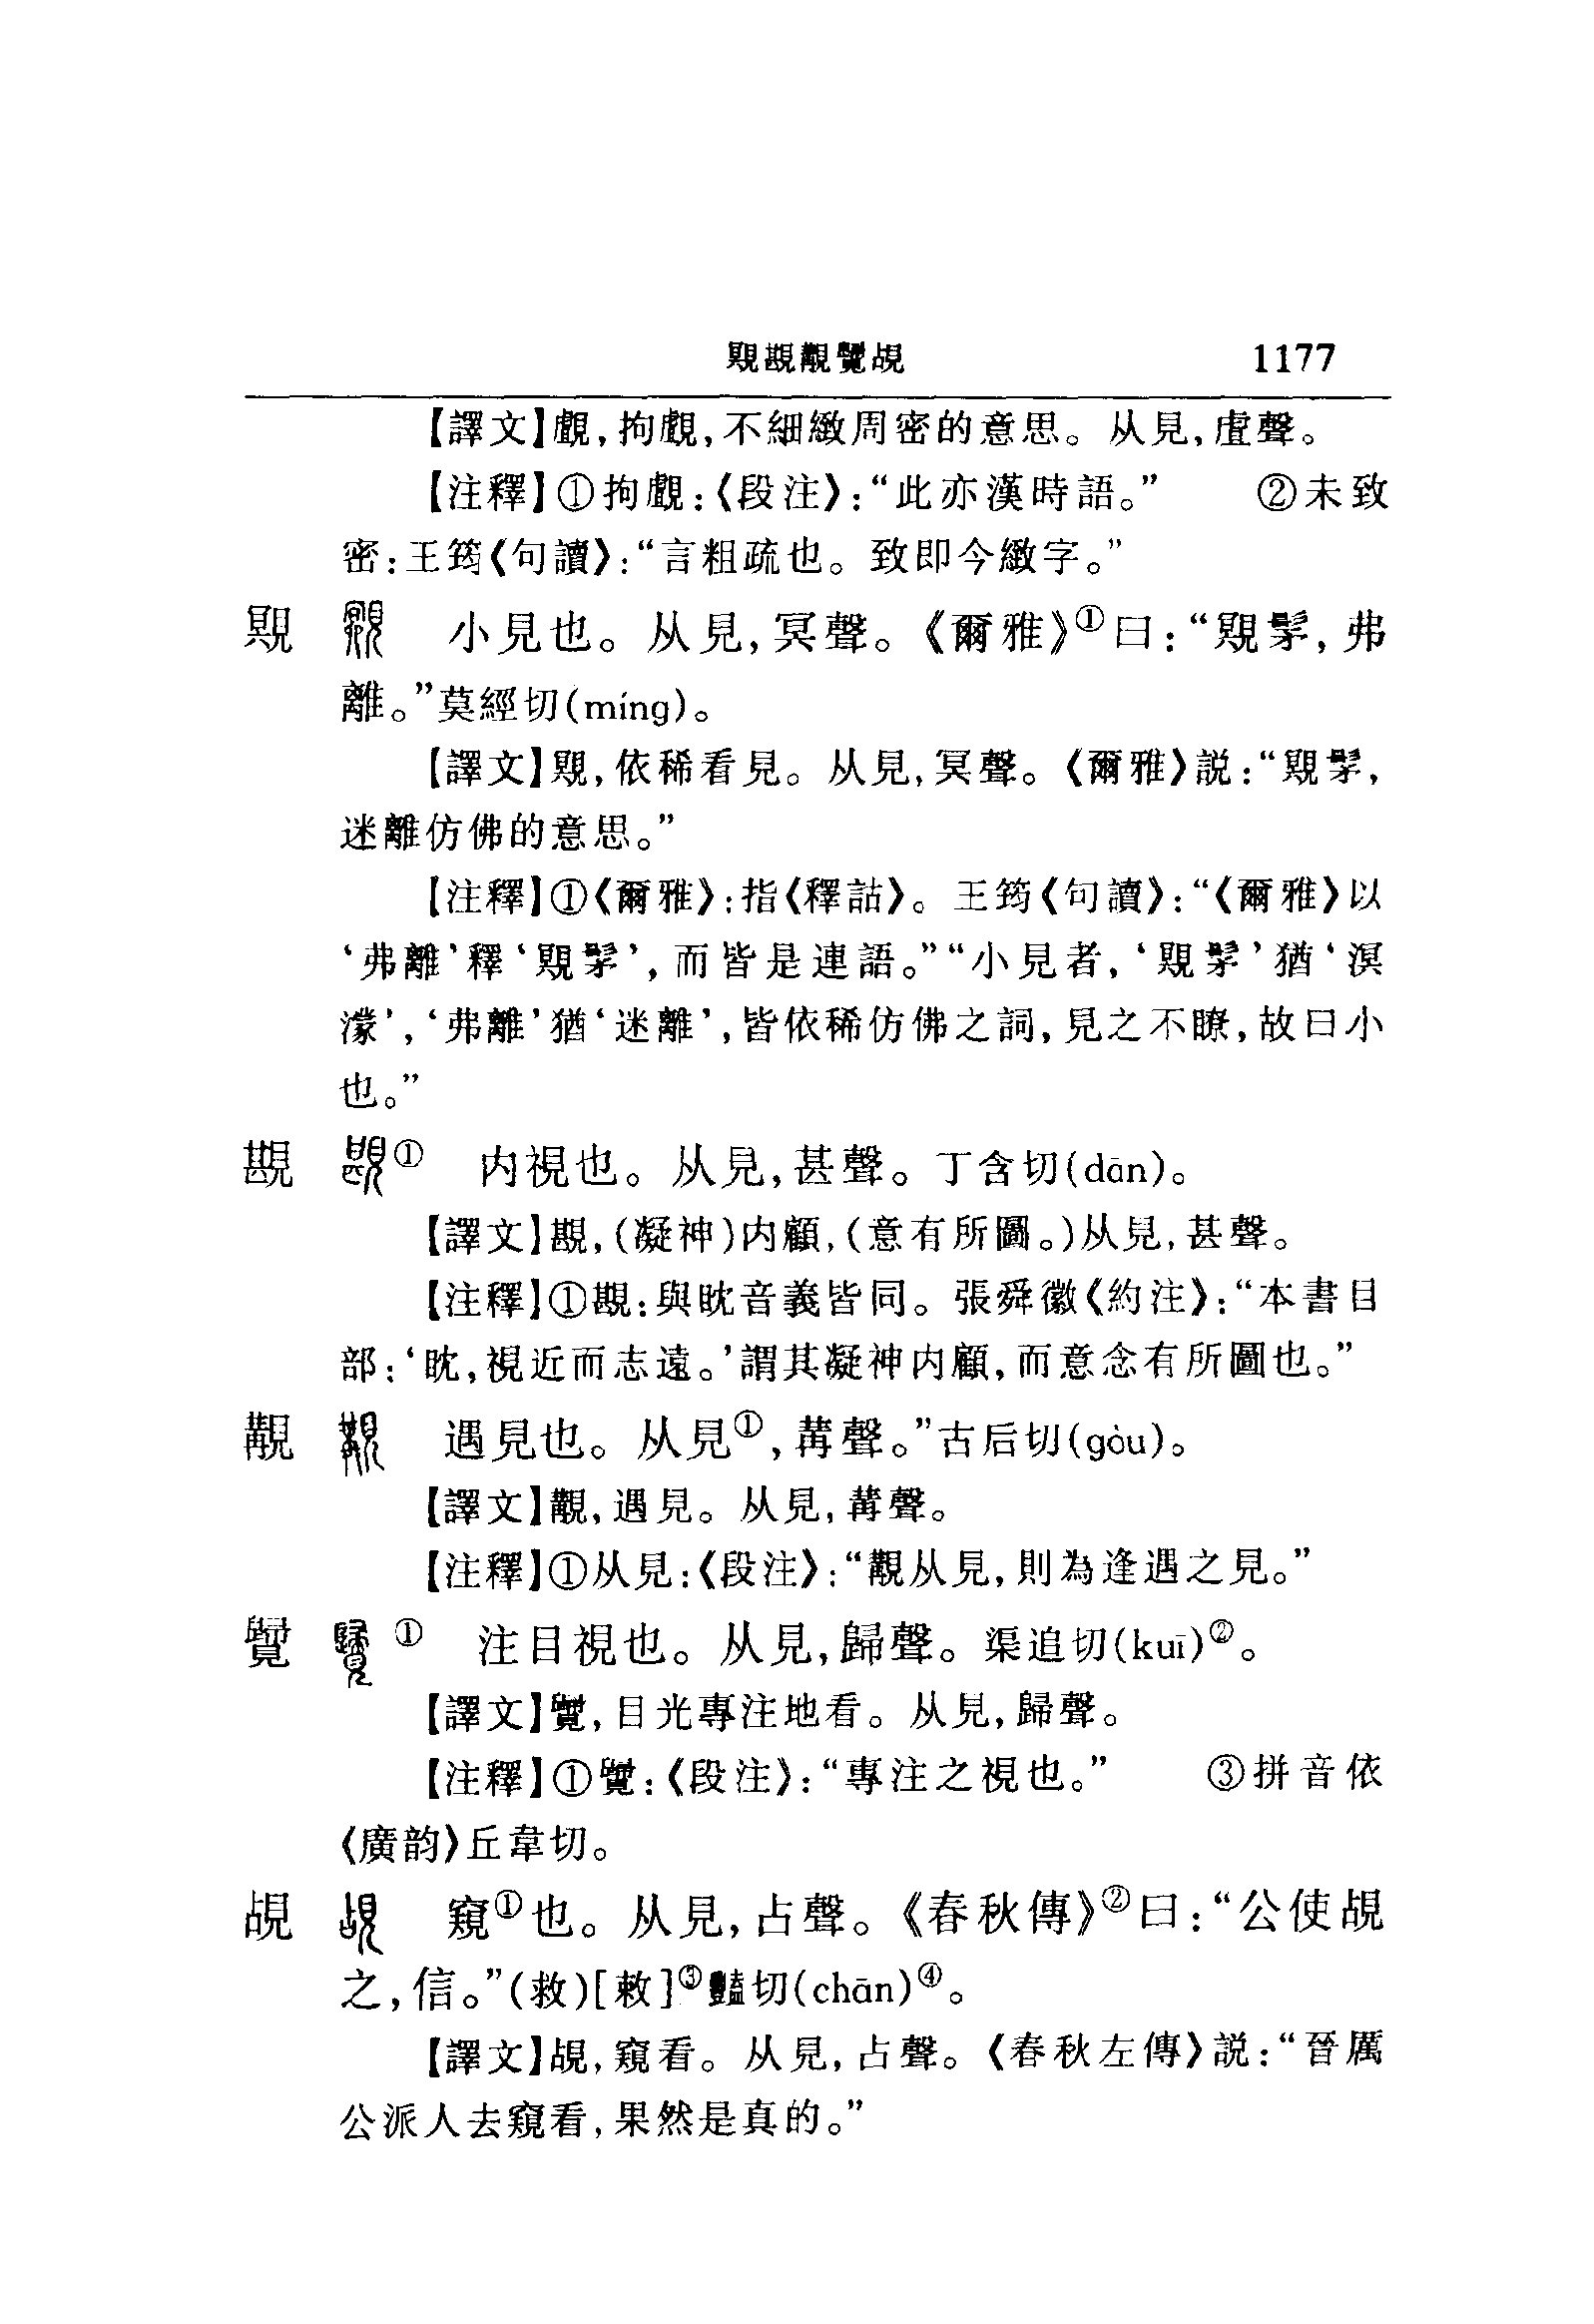 覭覘覯覹覘 1177
【譯文】覰,拘覰,不細緻周密的意思。从見,虘聲。
【注釋】①拘覰:《段注》:“此亦漢時語。” ②未致
密:王筠《句讀》:“言粗疏也。致即今緻字。”
覭 小見也。从見,冥聲。《爾雅》①曰:“覭髳,弗
離。”莫經切(míng)。
【譯文】覭,依稀看見。从見,冥聲。《爾雅》説:“覭髳,
迷離仿佛的意思。”
【注釋】①《爾雅》:指《釋詁》。王筠《句讀》:“《爾雅》以
‘弗離’釋‘覭髳’,而皆是連語。”“小見者,‘覭髳’猶‘溟
濛’,‘弗離’猶‘迷離’,皆依稀仿佛之詞,見之不瞭,故曰小
也。”
䫴① 内視也。从見,甚聲。丁含切(dān)。
【譯文】(凝神)内顧,(意有所圖。)从見,甚聲。
【注釋】①與眈音義皆同。張舜徽《約注》:“本書目
部:‘眈,視近而志遠。’謂其凝神内顧,而意念有所圖也。”
覯 遇見也。从見①,冓聲。”古后切(gòu)。
【譯文】覯,遇見。从見,冓聲。
【注釋】①从見:《段注》:“覯从見,則為逢遇之見。”
① 注目視也。从見,歸聲。渠追切(kuī)②。
【譯文】目光專注地看。从見,歸聲。
【注釋】①《段注》:“專注之視也。” ③拼音依
《廣韵》丘韋切。
覘 窺①也。从見,占聲。《春秋傳》②曰:“公使覘
之,信。”(救)[敕]③豔切(chān)④。
【譯文】覘,窺看。从見,占聲。《春秋左傳》説:“晉厲
公派人去窺看,果然是真的。”